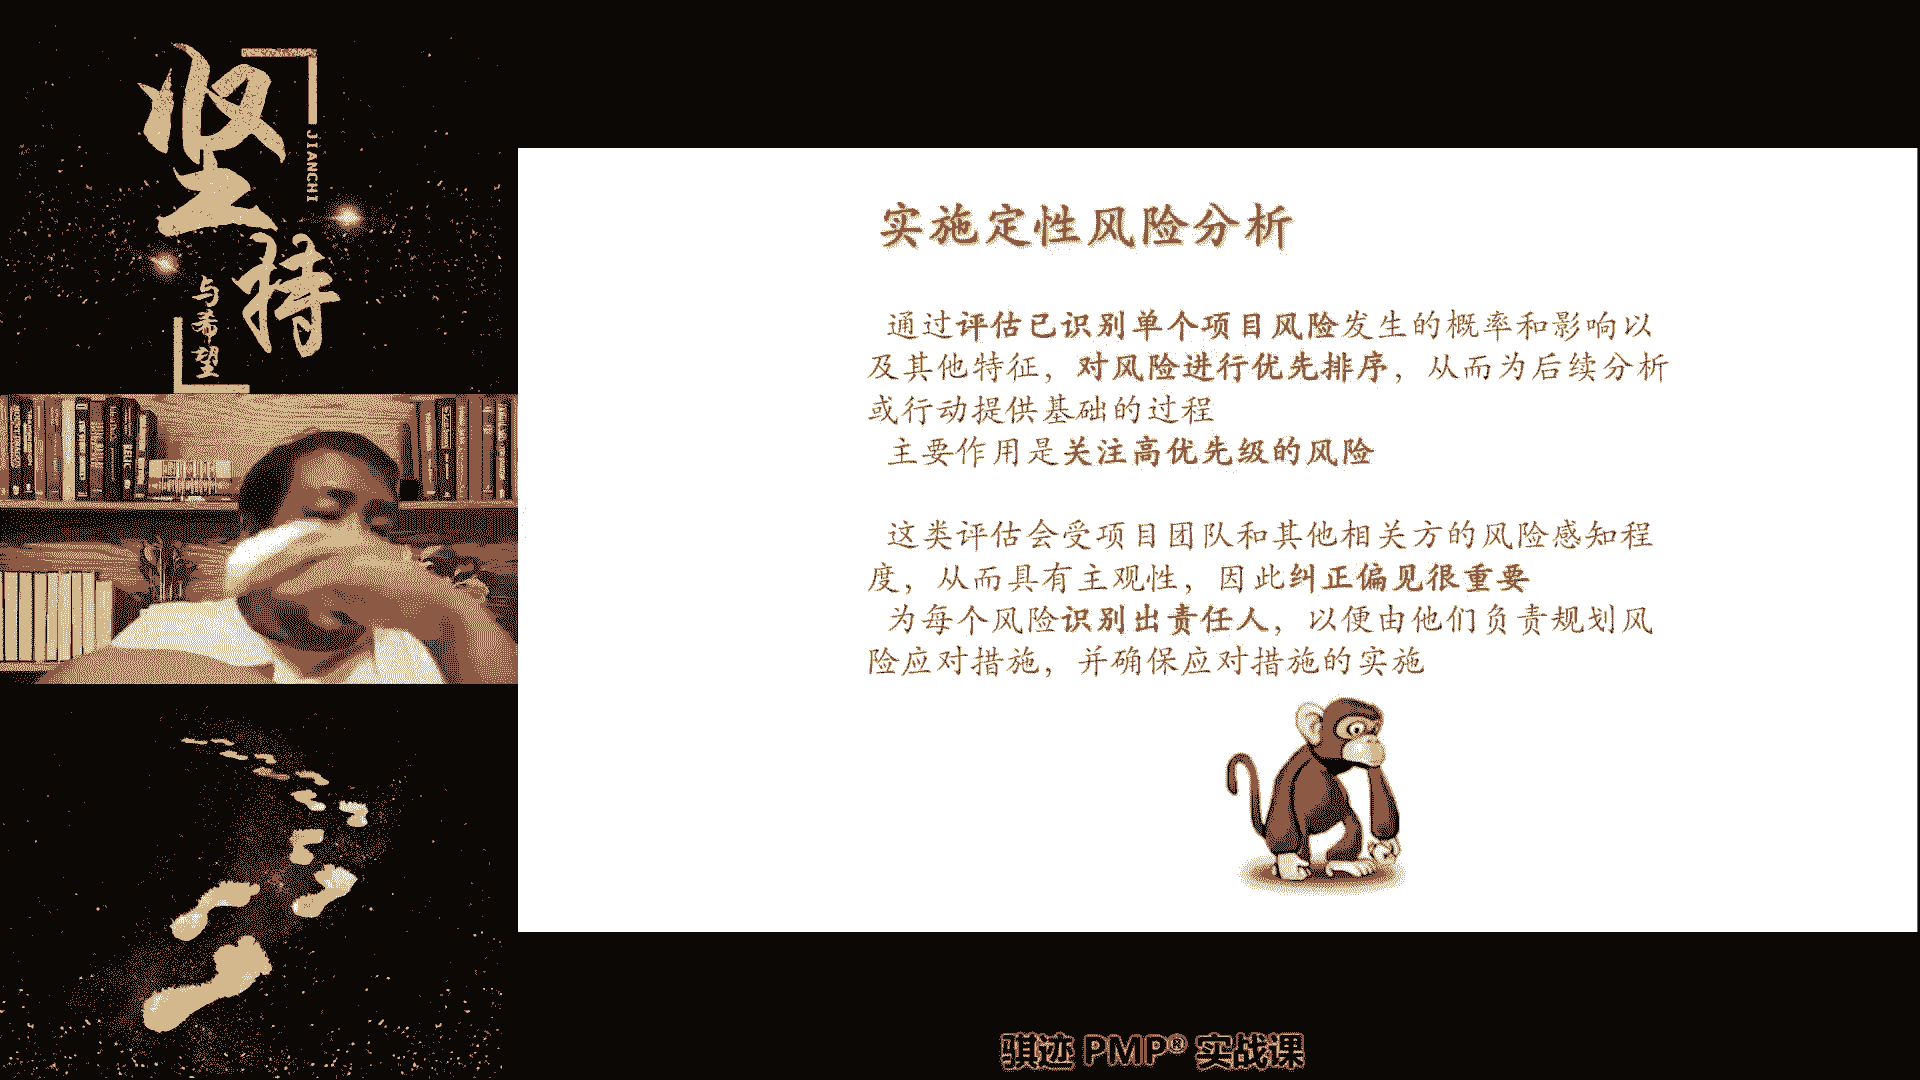 坚持
JIANCHI
与希望
实施定性风险分析
通过评估已识别单个项目风险发生的概率和影响以
及其他特征，对风险进行优先排序，从而为后续分析
或行动提供基础的过程
主要作用是关注高优先级的风险
这类评估会受项目团队和其他相关方的风险感知程
度，从而具有主观性，因此纠正偏见很重要
为每个风险识别出责任人，以便由他们负责规划风
险应对措施，并确保应对措施的实施
骐迹 PMP® 实战课